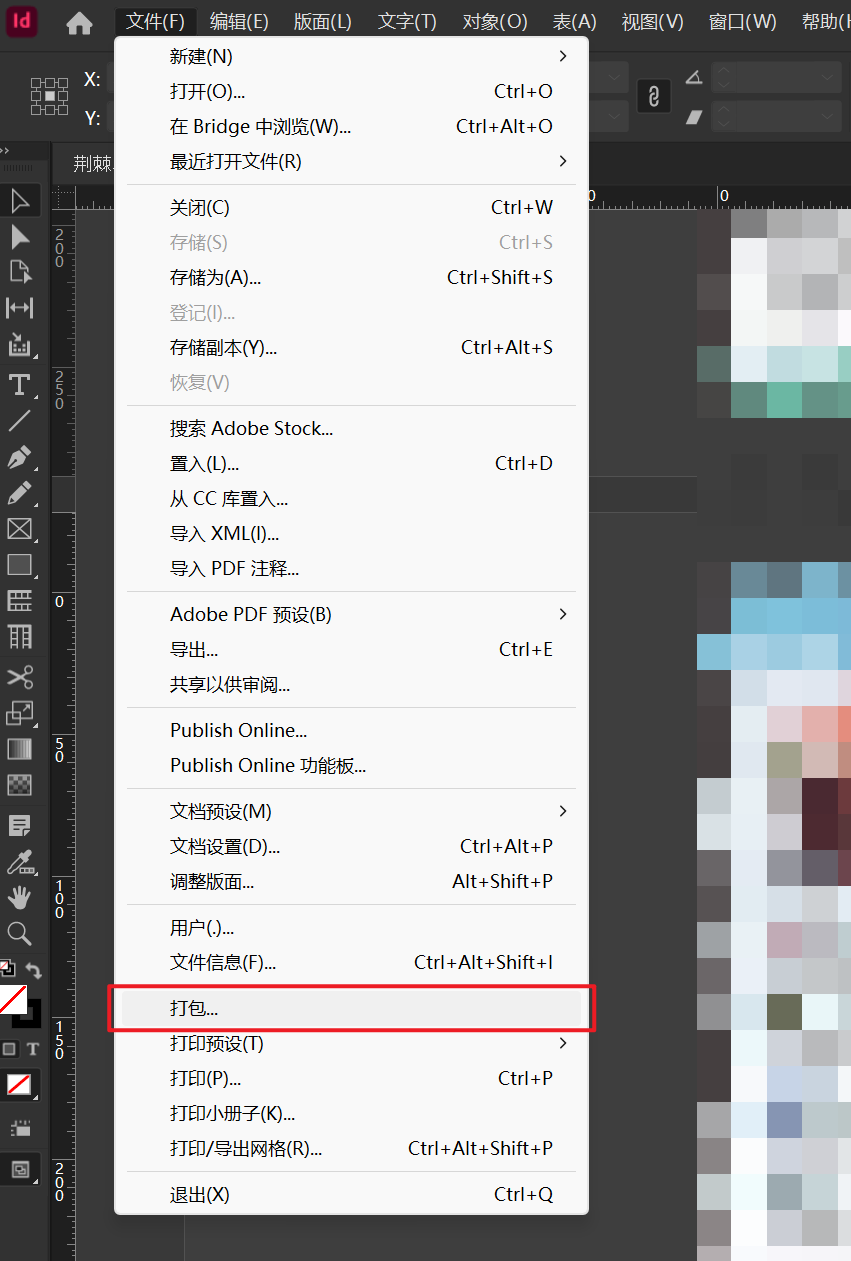 Id 文件(F) 编辑(E) 版面(L) 文字(T) 对象(O) 表(A) 视图(V) 窗口(W) 帮助(H
X:
Y:
荆棘.
新建(N)
打开(O)... Ctrl+O
在 Bridge 中浏览(W)... Ctrl+Alt+O
最近打开文件(R)
关闭(C) Ctrl+W
存储(S) Ctrl+S
存储为(A)... Ctrl+Shift+S
登记(I)...
存储副本(Y)... Ctrl+Alt+S
恢复(V)
搜索 Adobe Stock...
置入(L)... Ctrl+D
从 CC 库置入...
导入 XML(I)...
导入 PDF 注释...
Adobe PDF 预设(B)
导出... Ctrl+E
共享以供审阅...
Publish Online...
Publish Online 功能板...
文档预设(M)
文档设置(D)... Ctrl+Alt+P
调整版面... Alt+Shift+P
用户(.)...
文件信息(F)... Ctrl+Alt+Shift+I
打包...
打印预设(T)
打印(P)... Ctrl+P
打印小册子(K)...
打印/导出网格(R)... Ctrl+Alt+Shift+P
退出(X) Ctrl+Q
0 0
200
250
0
50
100
150
200